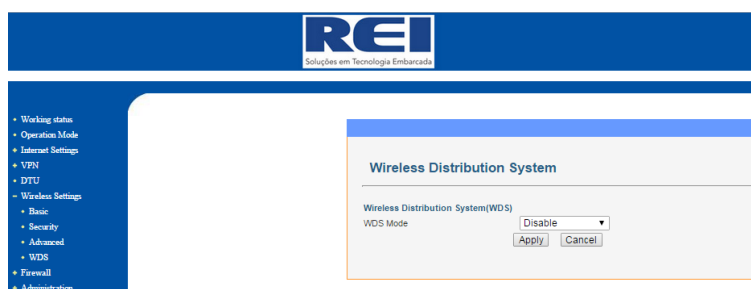 REI
Soluções em Tecnologia Embarcada
Working status
Operation Mode
Internet Settings
VPN
DTU
Wireless Settings
Basic
Security
Advanced
WDS
Firewall
Administration
Wireless Distribution System
Wireless Distribution System(WDS)
WDS Mode
Disable
Apply Cancel